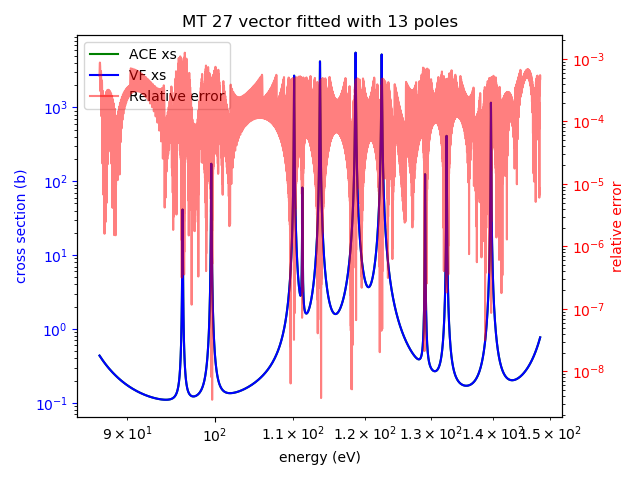 MT 27 vector fitted with 13 poles
ACE xs
VF xs
Relative error
cross section (b)
10³
10²
10¹
10⁰
10⁻¹
relative error
10⁻³
10⁻⁴
10⁻⁵
10⁻⁶
10⁻⁷
10⁻⁸
9×10¹ 10² 1.1×10² 1.2×10² 1.3×10² 1.4×10² 1.5×10²
energy (eV)